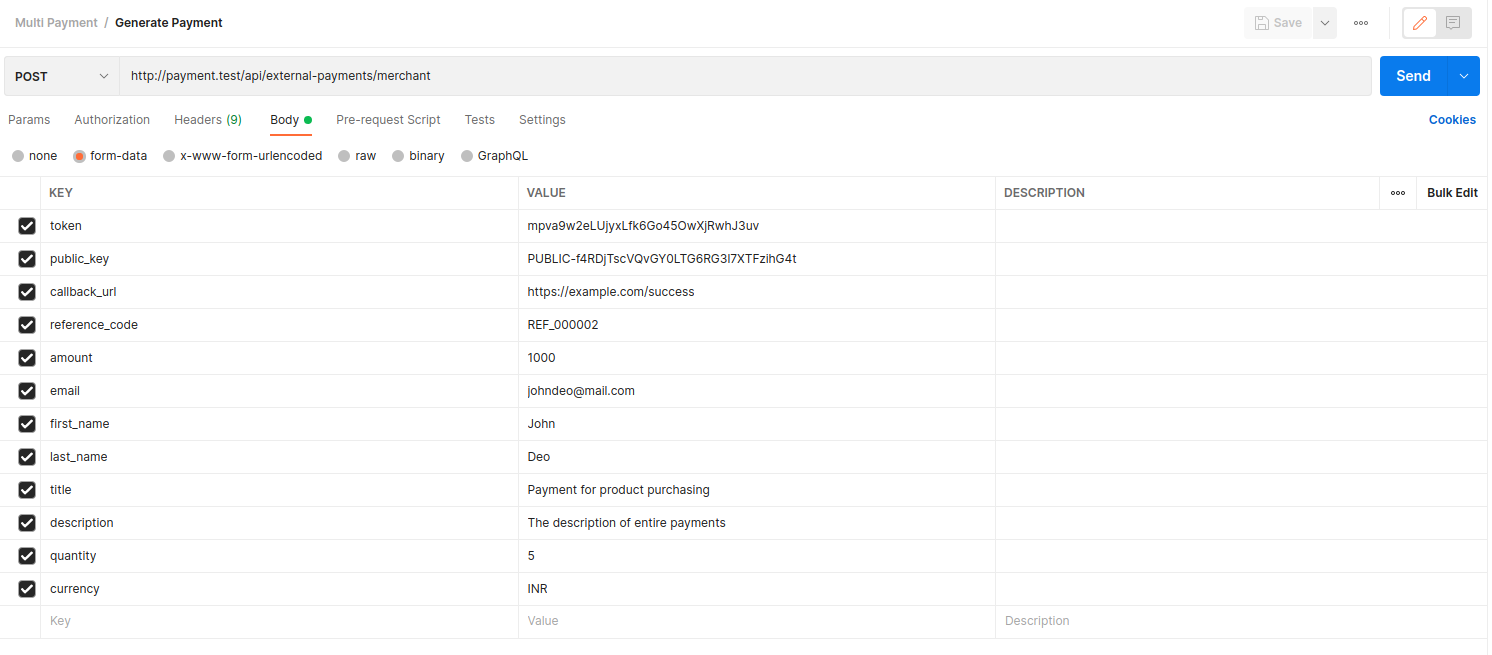 Multi Payment / Generate Payment
Save
POST http://payment.test/api/external-payments/merchant Send
Params Authorization Headers (9) Body Pre-request Script Tests Settings Cookies
none form-data x-www-form-urlencoded raw binary GraphQL
KEY VALUE DESCRIPTION Bulk Edit
token mpva9w2eLUjyxLfk6Go45OwXjRwhJ3uv
public_key PUBLIC-f4RDjTscVQvGY0LTG6RG3I7XTFzihG4t
callback_url https://example.com/success
reference_code REF_000002
amount 1000
email johndeo@mail.com
first_name John
last_name Deo
title Payment for product purchasing
description The description of entire payments
quantity 5
currency INR
Key Value Description